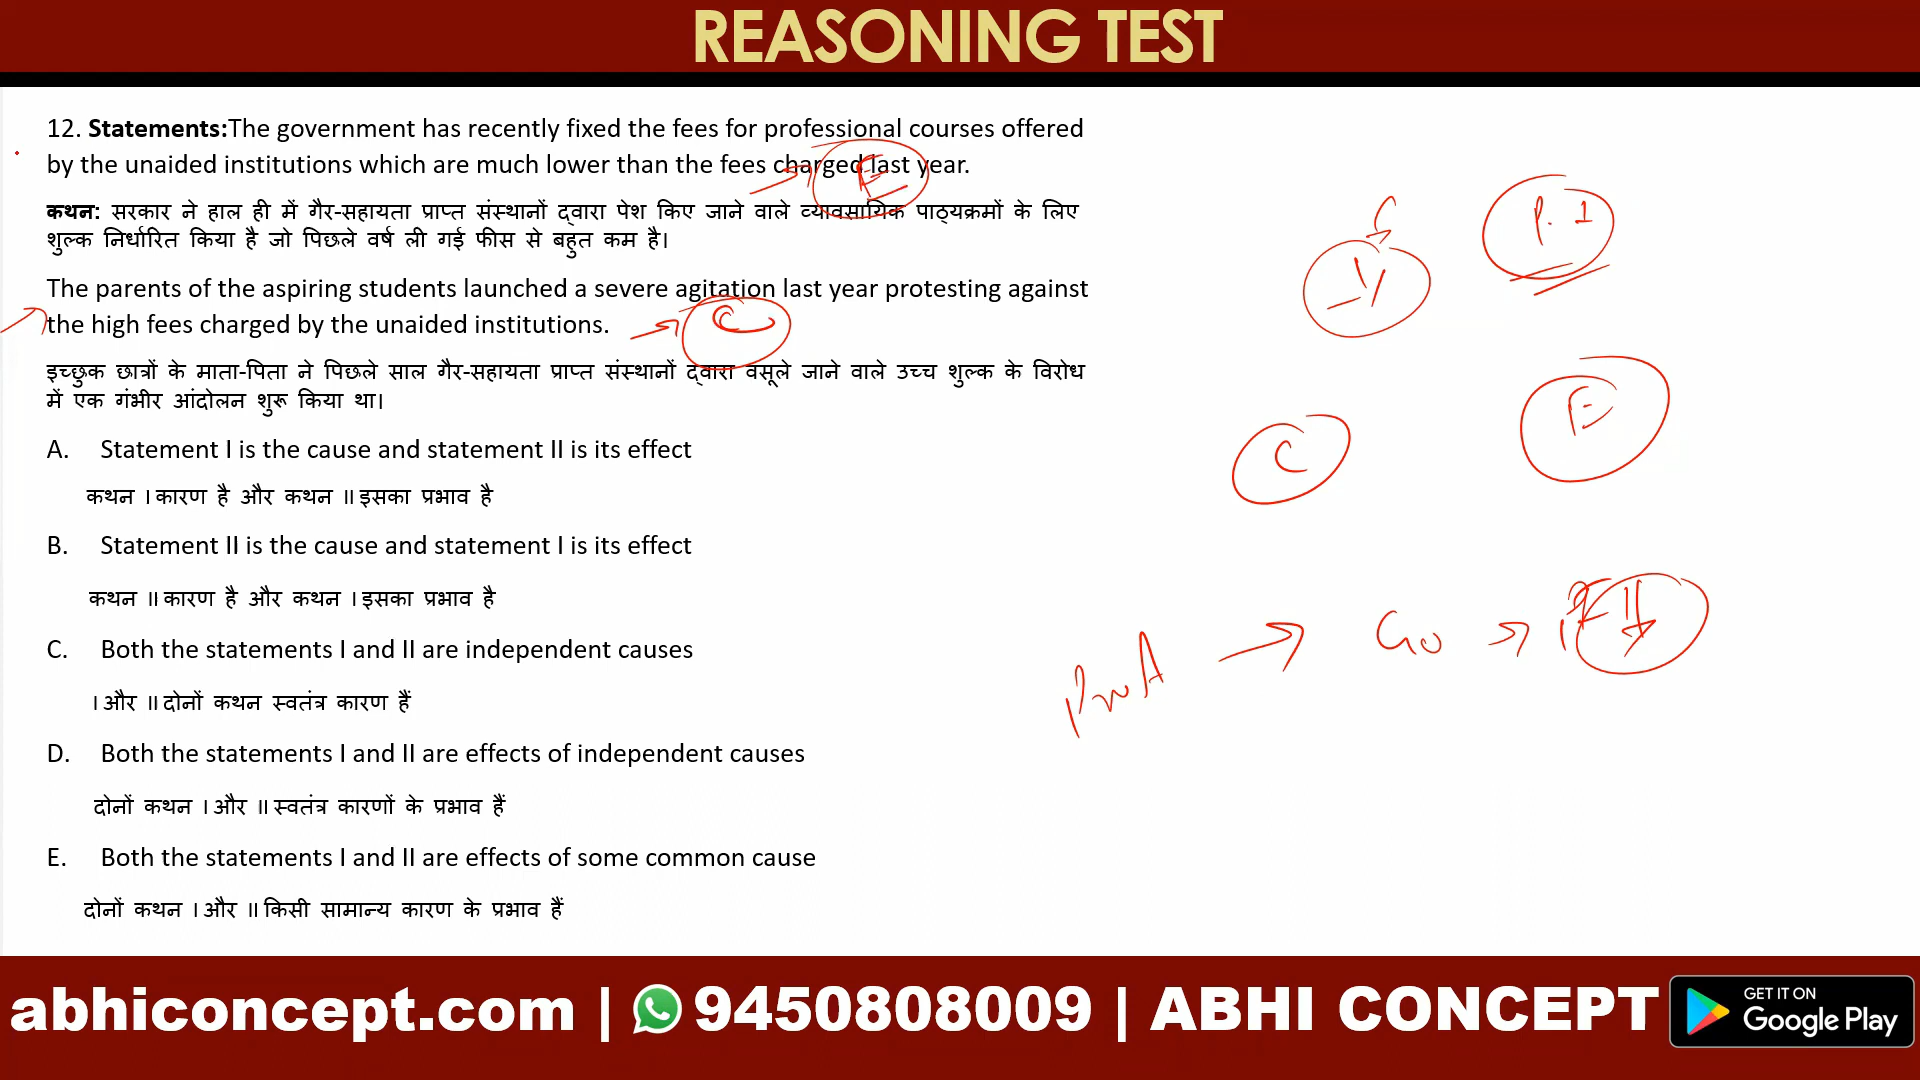 REASONING TEST
12. Statements:The government has recently fixed the fees for professional courses offered
by the unaided institutions which are much lower than the fees charged last year.
E
कथन: सरकार ने हाल ही में गैर-सहायता प्राप्त संस्थानों द्वारा पेश किए जाने वाले व्यावसायिक पाठ्यक्रमों के लिए
शुल्क निर्धारित किया है जो पिछले वर्ष ली गई फीस से बहुत कम है।
P. I
The parents of the aspiring students launched a severe agitation last year protesting against
the high fees charged by the unaided institutions.
C
इच्छुक छात्रों के माता-पिता ने पिछले साल गैर-सहायता प्राप्त संस्थानों द्वारा वसूले जाने वाले उच्च शुल्क के विरोध
में एक गंभीर आंदोलन शुरू किया था।
E
C
A. Statement I is the cause and statement II is its effect
कथन I कारण है और कथन II इसका प्रभाव है
B. Statement II is the cause and statement I is its effect
कथन II कारण है और कथन I इसका प्रभाव है
C. Both the statements I and II are independent causes
I और II दोनों कथन स्वतंत्र कारण हैं
D. Both the statements I and II are effects of independent causes
दोनों कथन I और II स्वतंत्र कारणों के प्रभाव हैं
E. Both the statements I and II are effects of some common cause
दोनों कथन I और II किसी सामान्य कारण के प्रभाव हैं
abhiconcept.com | 9450808009 | ABHI CONCEPT
GET IT ON
Google Play